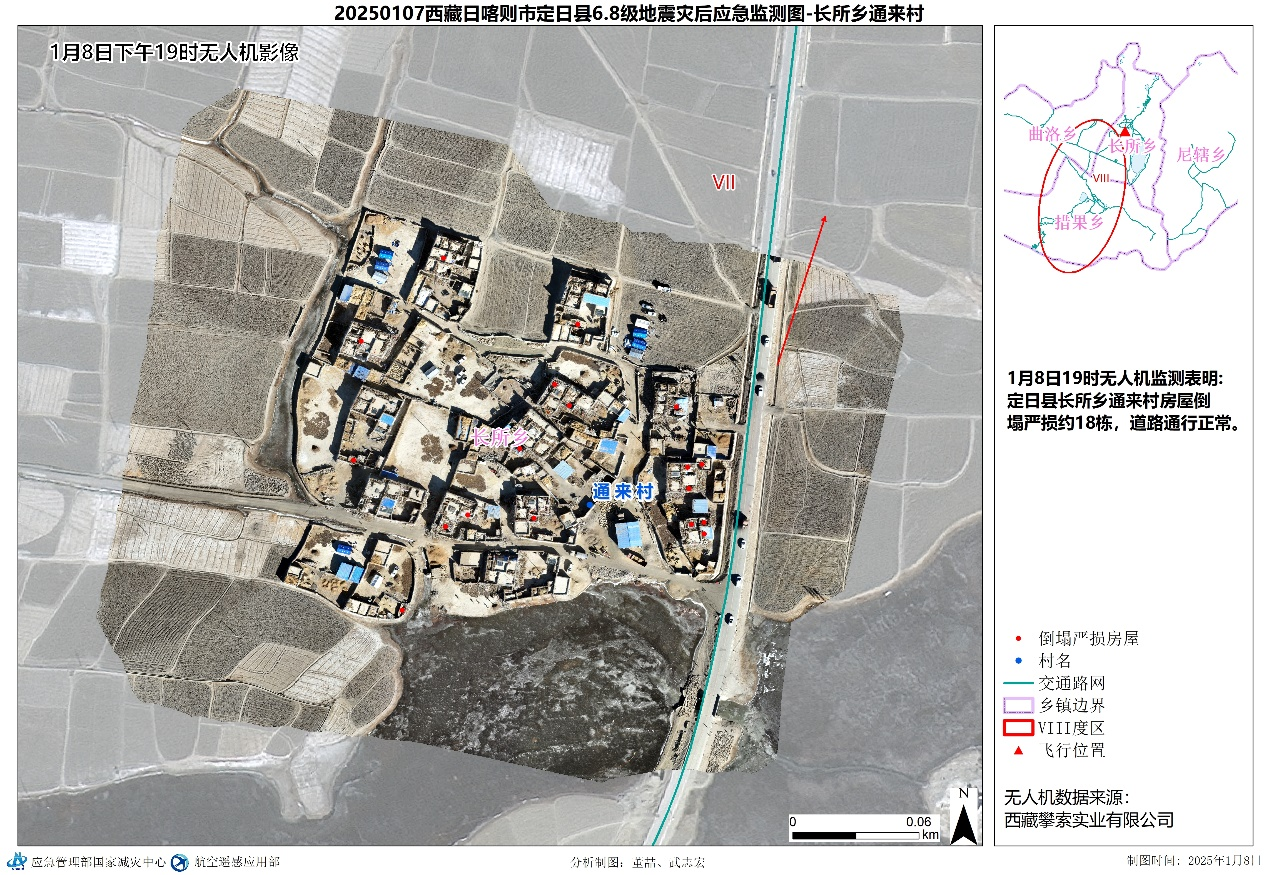 20250107西藏日喀则市定日县6.8级地震灾后应急监测图-长所乡通来村
1月8日下午19时无人机影像
VII
长所乡
通来村
0 0.06
km
N
曲洛乡
长所乡
尼辖乡
VIII
措果乡
1月8日19时无人机监测表明:
定日县长所乡通来村房屋倒
塌严损约18栋，道路通行正常。
倒塌严损房屋
村名
交通路网
乡镇边界
VIII度区
飞行位置
无人机数据来源：
西藏攀索实业有限公司
应急管理部国家减灾中心 航空遥感应用部
分析制图：董喆、武志宏
制图时间：2025年1月8日